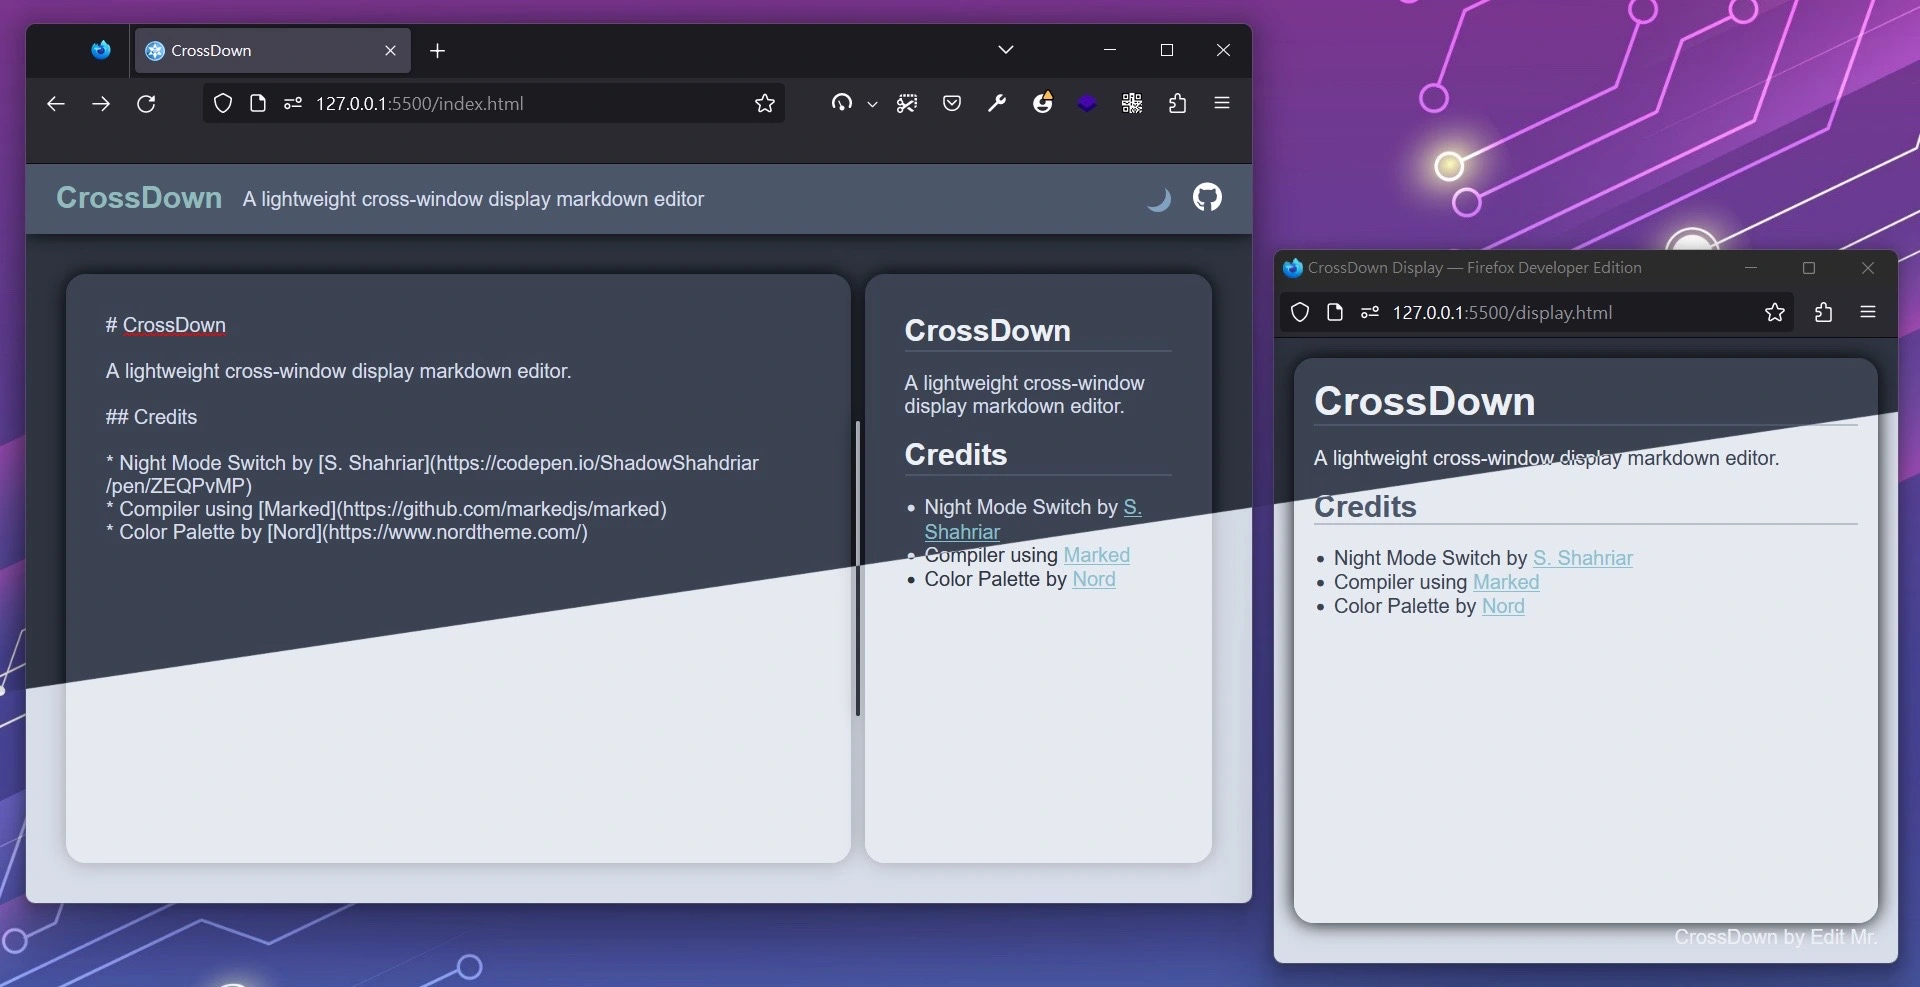 CrossDown
127.0.0.1:5500/index.html
CrossDown A lightweight cross-window display markdown editor
# CrossDown
A lightweight cross-window display markdown editor.
## Credits
* Night Mode Switch by [S. Shahriar](https://codepen.io/ShadowShahdriar
/pen/ZEQPvMP)
* Compiler using [Marked](https://github.com/markedjs/marked)
* Color Palette by [Nord](https://www.nordtheme.com/)
CrossDown
A lightweight cross-window
display markdown editor.
Credits
• Night Mode Switch by S.
Shahriar
• Compiler using Marked
• Color Palette by Nord
CrossDown Display — Firefox Developer Edition
127.0.0.1:5500/display.html
CrossDown
A lightweight cross-window display markdown editor.
Credits
• Night Mode Switch by S. Shahriar
• Compiler using Marked
• Color Palette by Nord
CrossDown by Edit Mr.